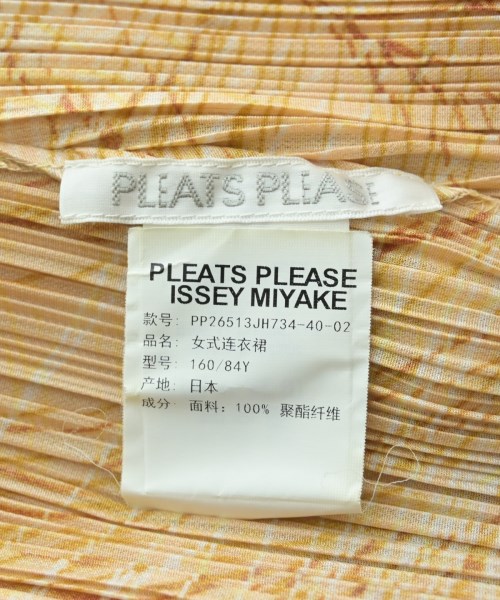 PLEATS PLEASE
PLEATS PLEASE
ISSEY MIYAKE
款号: PP26513JH734-40-02
品名: 女式连衣裙
型号: 160/84Y
产地: 日本
成分: 面料: 100% 聚酯纤维